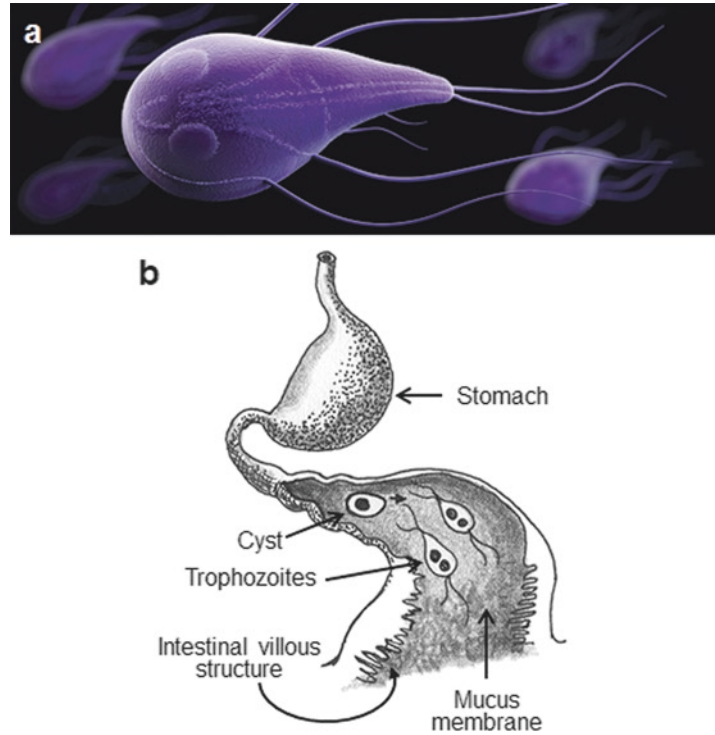 a
b
Stomach
Cyst
Trophozoites
Intestinal villous
structure
Mucus
membrane